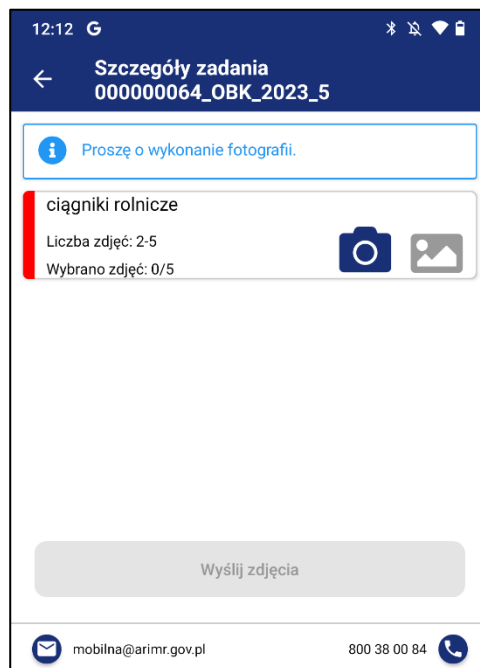 12:12 G
Szczegóły zadania
000000064_OBK_2023_5
Proszę o wykonanie fotografii.
ciągniki rolnicze
Liczba zdjęć: 2-5
Wybrano zdjęć: 0/5
Wyślij zdjęcia
mobilna@arimr.gov.pl 800 38 00 84